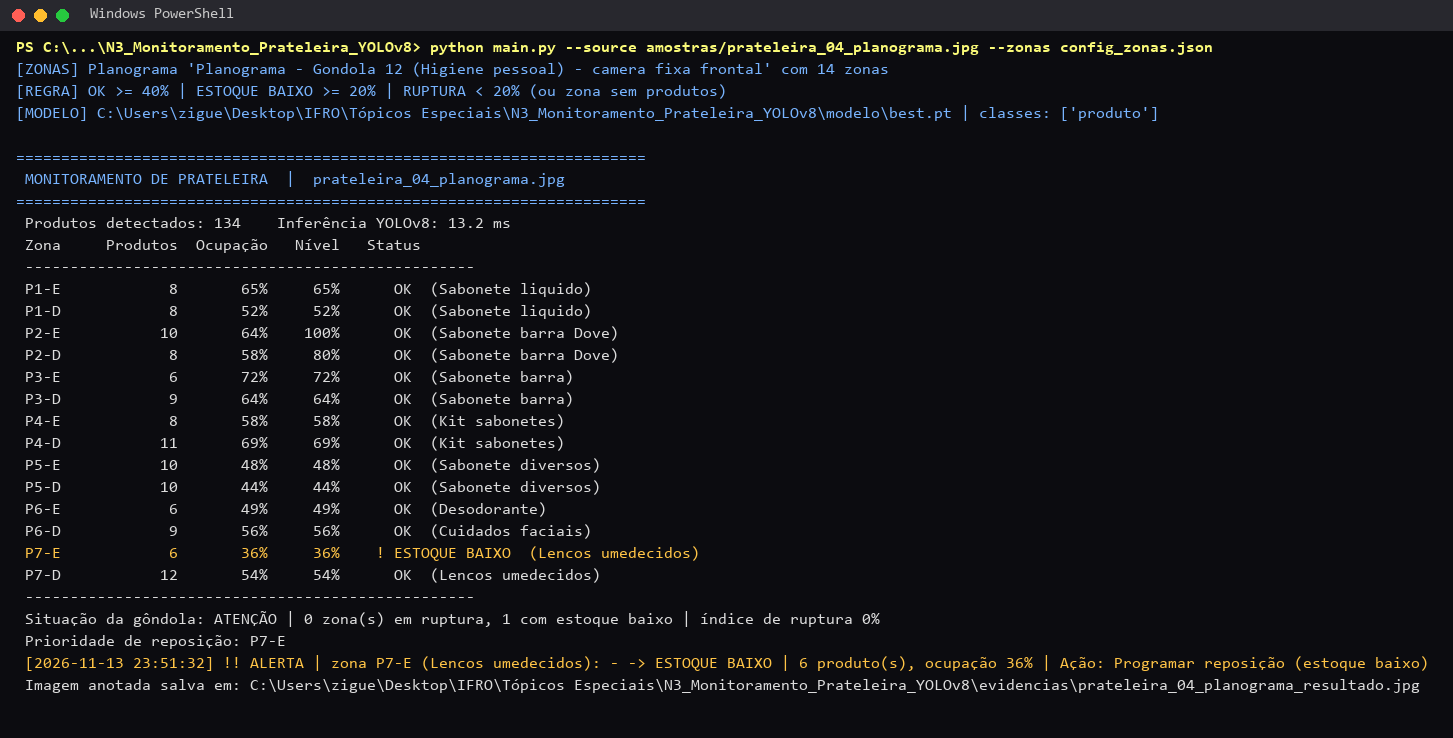 Windows PowerShell
PS C:\...\N3_Monitoramento_Prateleira_YOLOv8> python main.py --source amostras/prateleira_04_planograma.jpg --zonas config_zonas.json
[ZONAS] Planograma 'Planograma - Gondola 12 (Higiene pessoal) - camera fixa frontal' com 14 zonas
[REGRA] OK >= 40% | ESTOQUE BAIXO >= 20% | RUPTURA < 20% (ou zona sem produtos)
[MODELO] C:\Users\zigue\Desktop\IFRO\Tópicos Especiais\N3_Monitoramento_Prateleira_YOLOv8\modelo\best.pt | classes: ['produto']
======================================================================
MONITORAMENTO DE PRATELEIRA | prateleira_04_planograma.jpg
======================================================================
Produtos detectados: 134 Inferência YOLOv8: 13.2 ms
Zona Produtos Ocupação Nível Status
--------------------------------------------------
P1-E 8 65% 65% OK (Sabonete liquido)
P1-D 8 52% 52% OK (Sabonete liquido)
P2-E 10 64% 100% OK (Sabonete barra Dove)
P2-D 8 58% 80% OK (Sabonete barra Dove)
P3-E 6 72% 72% OK (Sabonete barra)
P3-D 9 64% 64% OK (Sabonete barra)
P4-E 8 58% 58% OK (Kit sabonetes)
P4-D 11 69% 69% OK (Kit sabonetes)
P5-E 10 48% 48% OK (Sabonete diversos)
P5-D 10 44% 44% OK (Sabonete diversos)
P6-E 6 49% 49% OK (Desodorante)
P6-D 9 56% 56% OK (Cuidados faciais)
P7-E 6 36% 36% ! ESTOQUE BAIXO (Lencos umedecidos)
P7-D 12 54% 54% OK (Lencos umedecidos)
--------------------------------------------------
Situação da gôndola: ATENÇÃO | 0 zona(s) em ruptura, 1 com estoque baixo | índice de ruptura 0%
Prioridade de reposição: P7-E
[2026-11-13 23:51:32] !! ALERTA | zona P7-E (Lencos umedecidos): - -> ESTOQUE BAIXO | 6 produto(s), ocupação 36% | Ação: Programar reposição (estoque baixo)
Imagem anotada salva em: C:\Users\zigue\Desktop\IFRO\Tópicos Especiais\N3_Monitoramento_Prateleira_YOLOv8\evidencias\prateleira_04_planograma_resultado.jpg